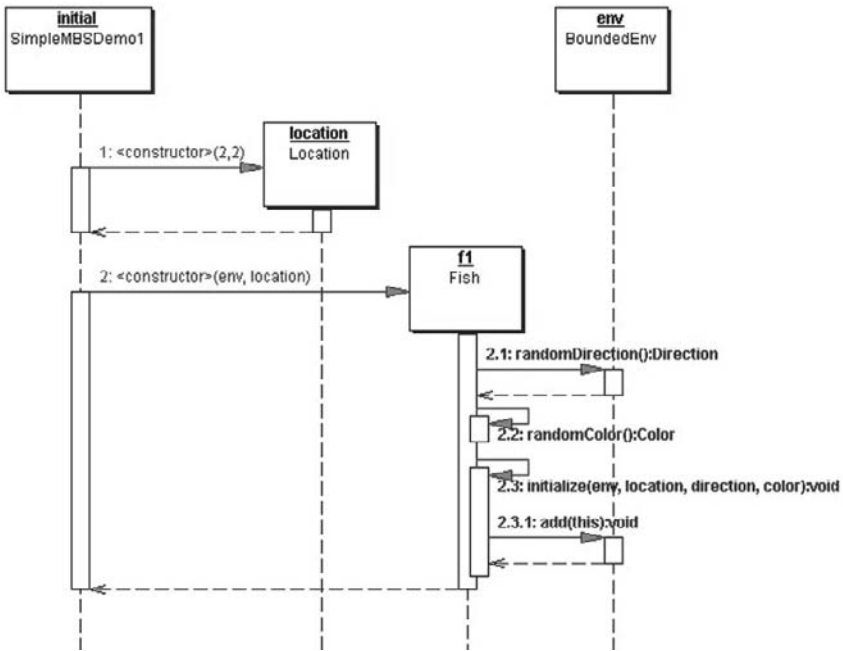 initial
SimpleMBSDemo1
env
BoundedEnv
location
Location
1: <constructor>(2,2)
f1
Fish
2: <constructor>(env, location)
2.1: randomDirection():Direction
2.2: randomColor():Color
2.3: initialize(env, location, direction, color):void
2.3.1: add(this):void